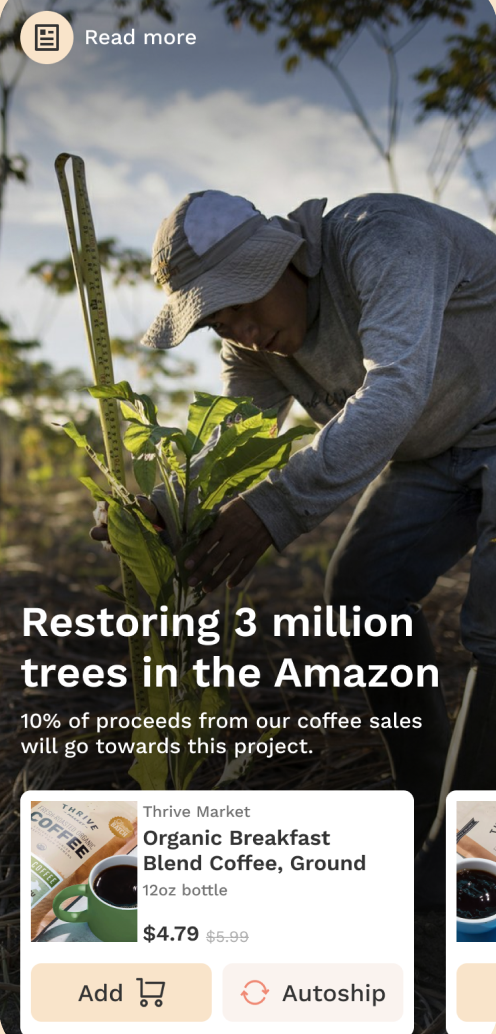 Read more
Restoring 3 million
trees in the Amazon
10% of proceeds from our coffee sales
will go towards this project.
Thrive Market
Organic Breakfast
Blend Coffee, Ground
12oz bottle
$4.79 $5.99
THRIVE
COFFEE
COFFEE
Add
Autoship